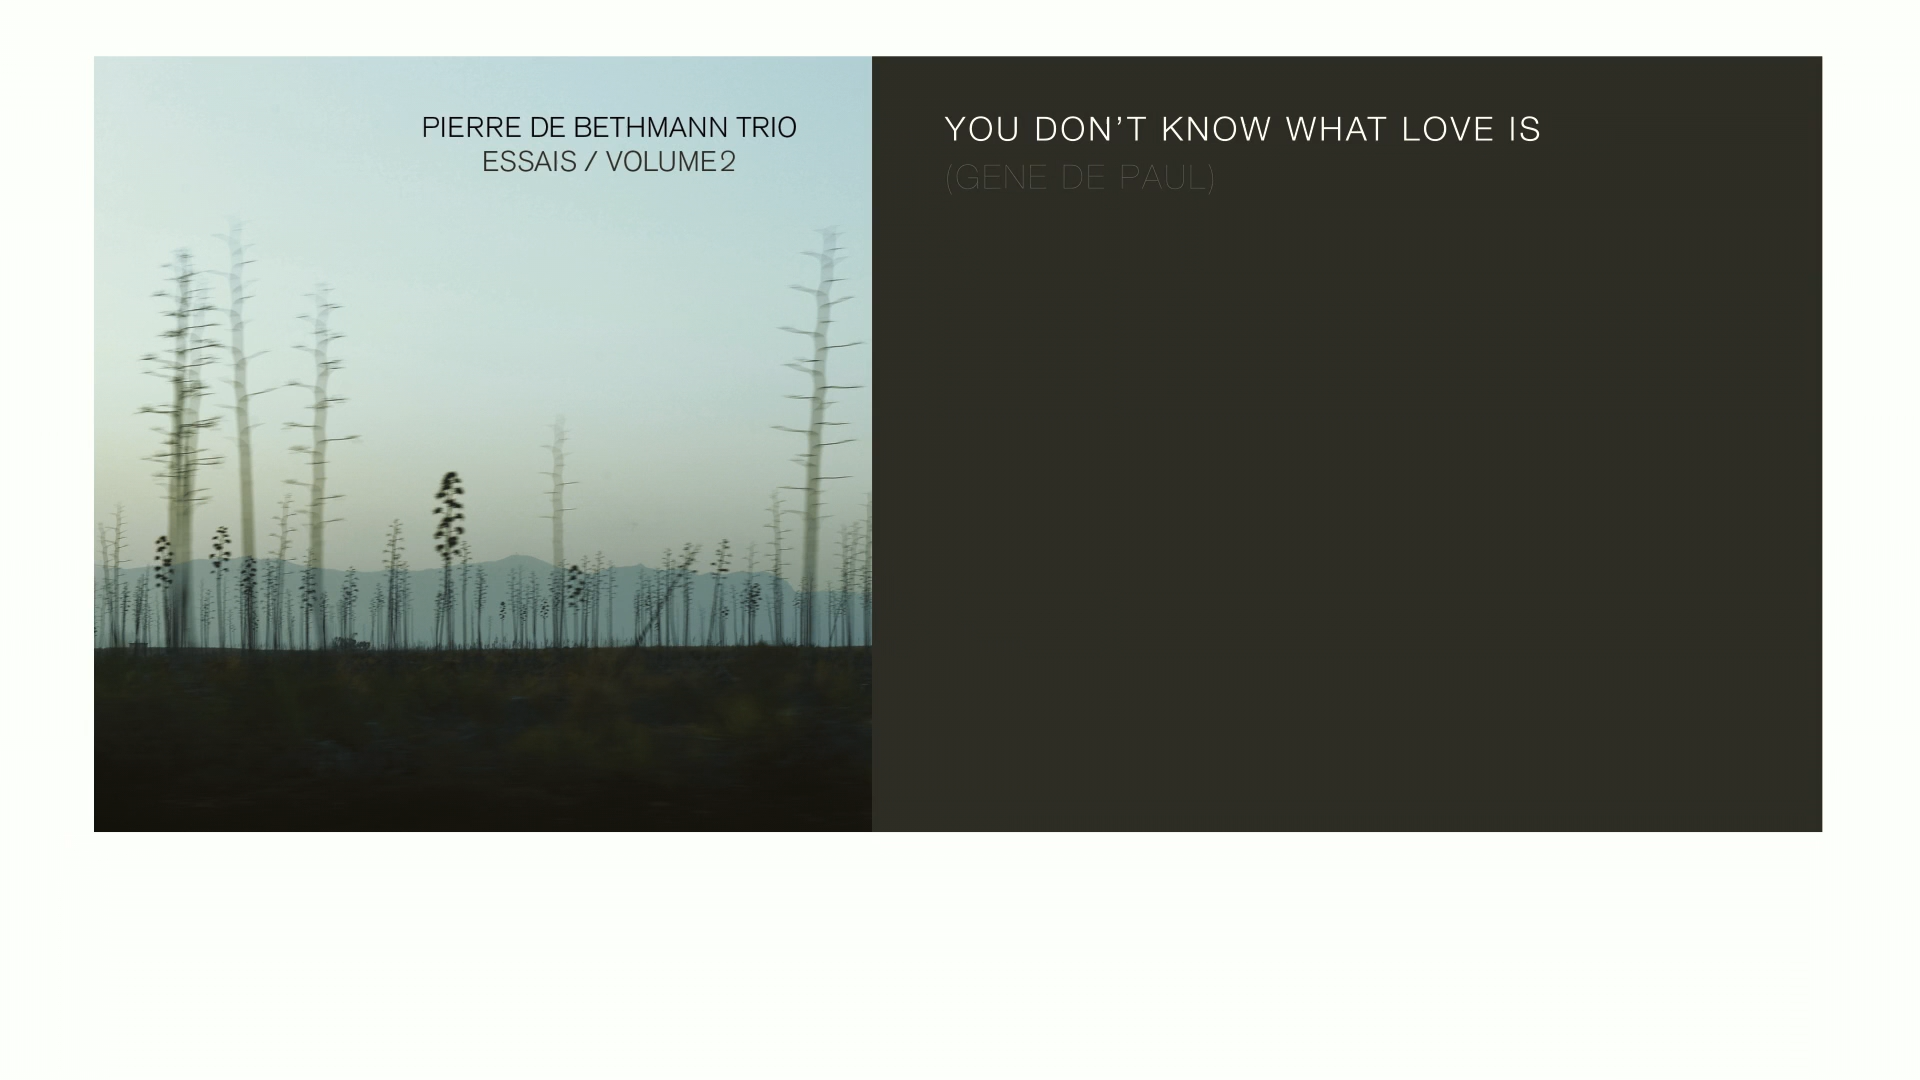 PIERRE DE BETHMANN TRIO
ESSAIS / VOLUME 2
YOU DON’T KNOW WHAT LOVE IS
(GENE DE PAUL)